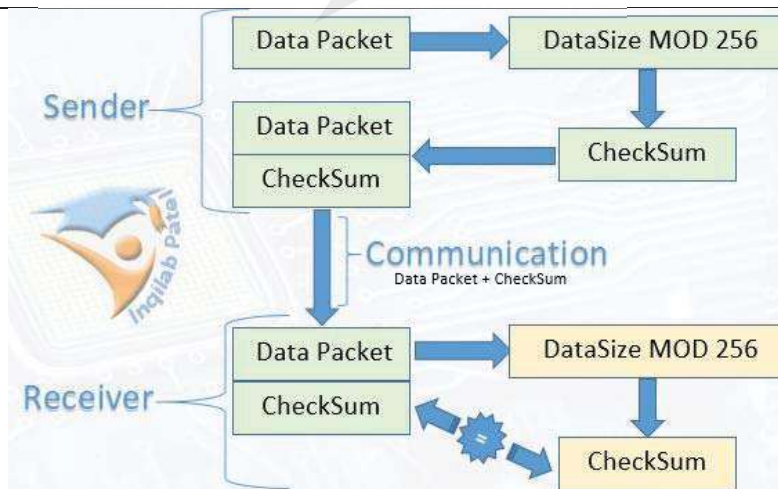 Data Packet
DataSize MOD 256
Sender
Data Packet
CheckSum
CheckSum
Inqilab Patel
Communication
Data Packet + CheckSum
Data Packet
DataSize MOD 256
Receiver
CheckSum
=
CheckSum